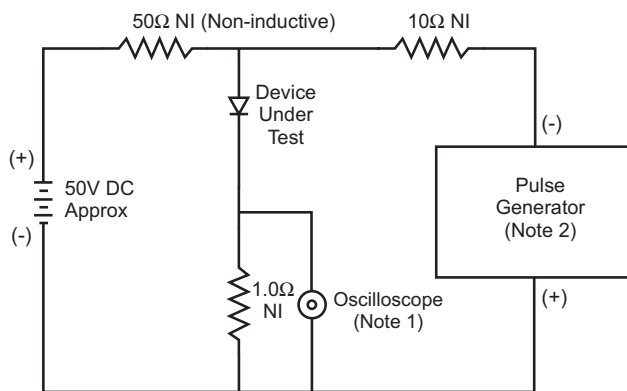 50Ω NI (Non-inductive)
10Ω NI
Device
Under
Test
(-)
(+)
50V DC
Approx
(-)
Pulse
Generator
(Note 2)
1.0Ω
NI
Oscilloscope
(Note 1)
(+)